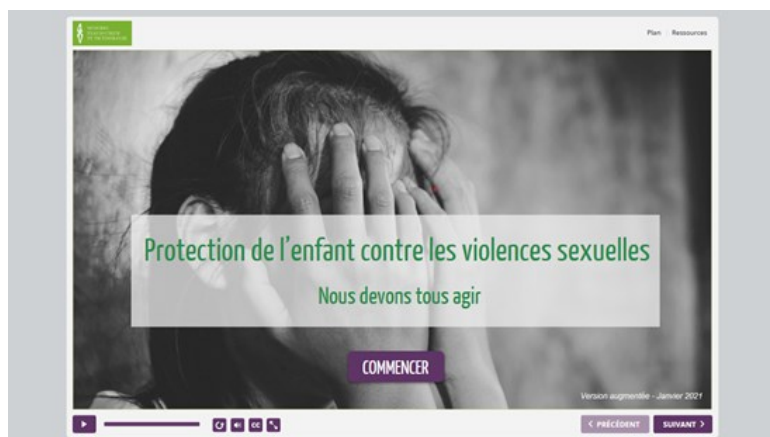 Plan
Ressources
Protection de l'enfant contre les violences sexuelles
Nous devons tous agir
COMMENCER
Version augmentée - Janvier 2021
CC
< PRÉCÉDENT
SUIVANT >